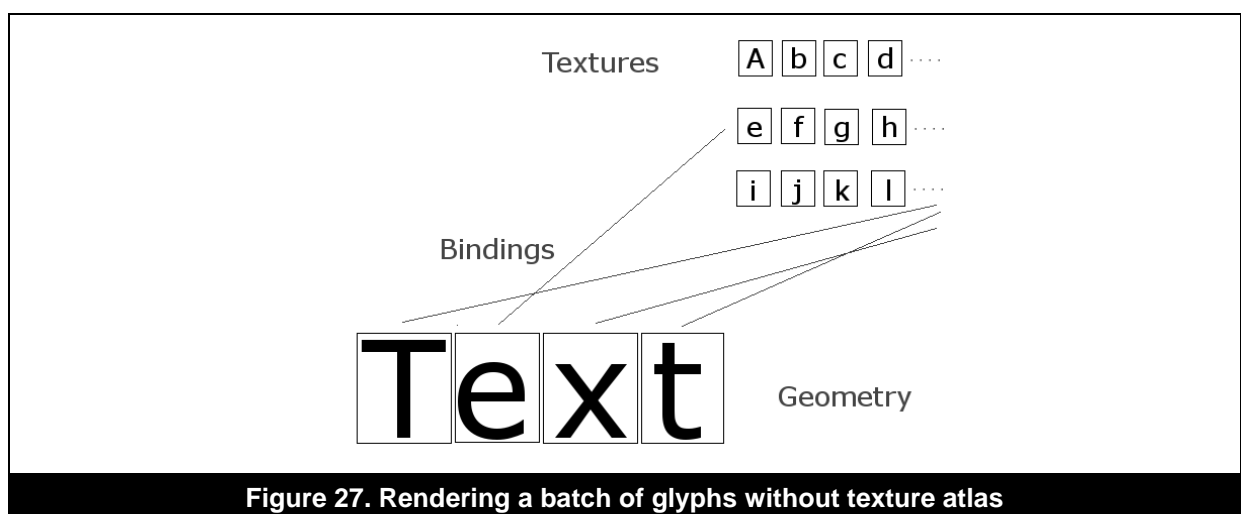 Textures A b c d ....
e f g h ....
i j k l ....
Bindings
Text
Geometry
Figure 27. Rendering a batch of glyphs without texture atlas